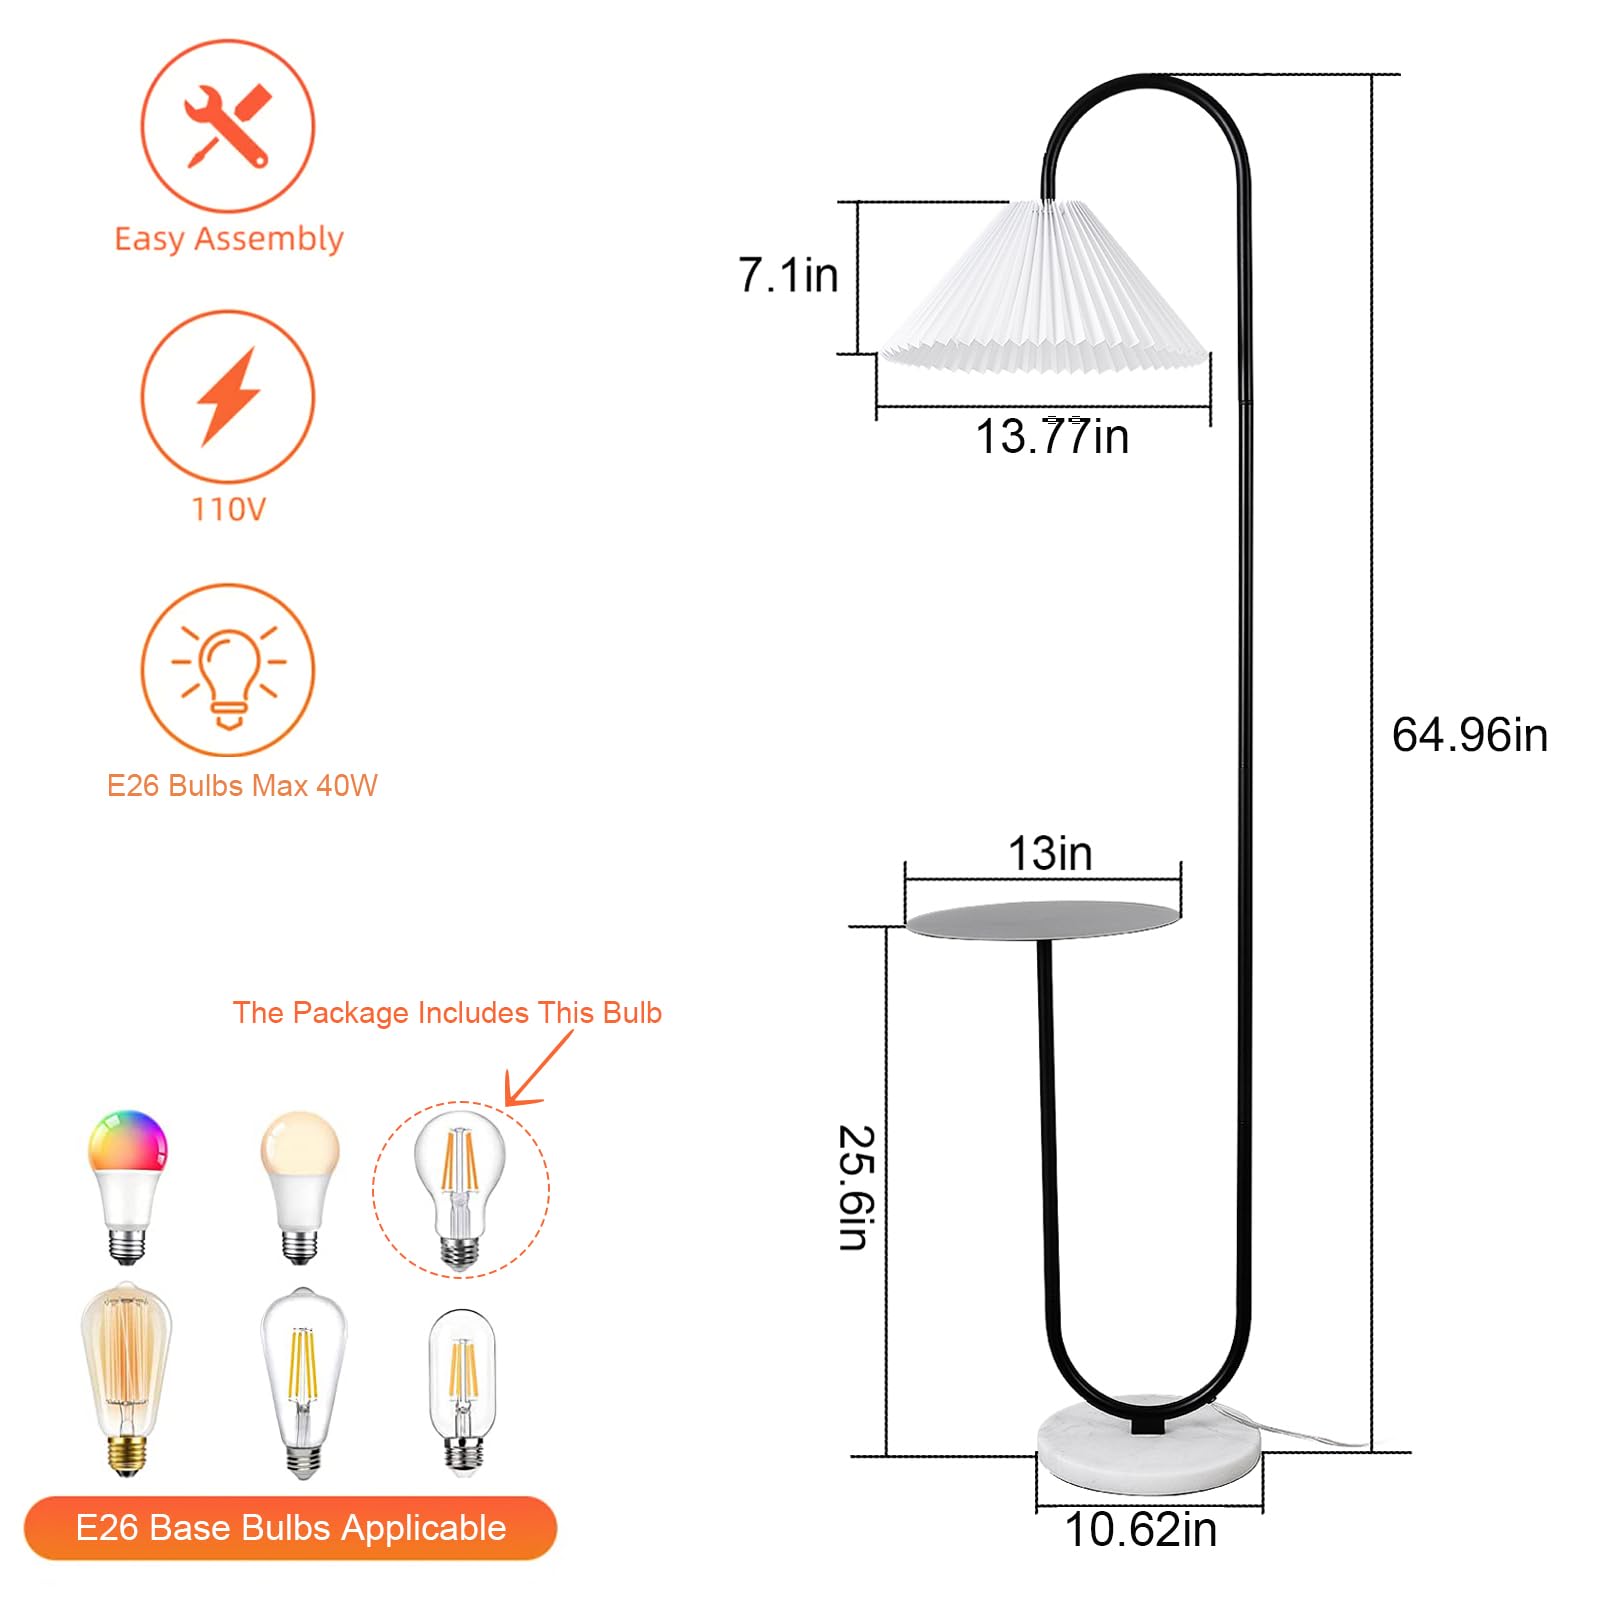 Easy Assembly
110V
E26 Bulbs Max 40W
7.1in
13.77in
64.96in
13in
25.6in
10.62in
The Package Includes This Bulb
E26 Base Bulbs Applicable